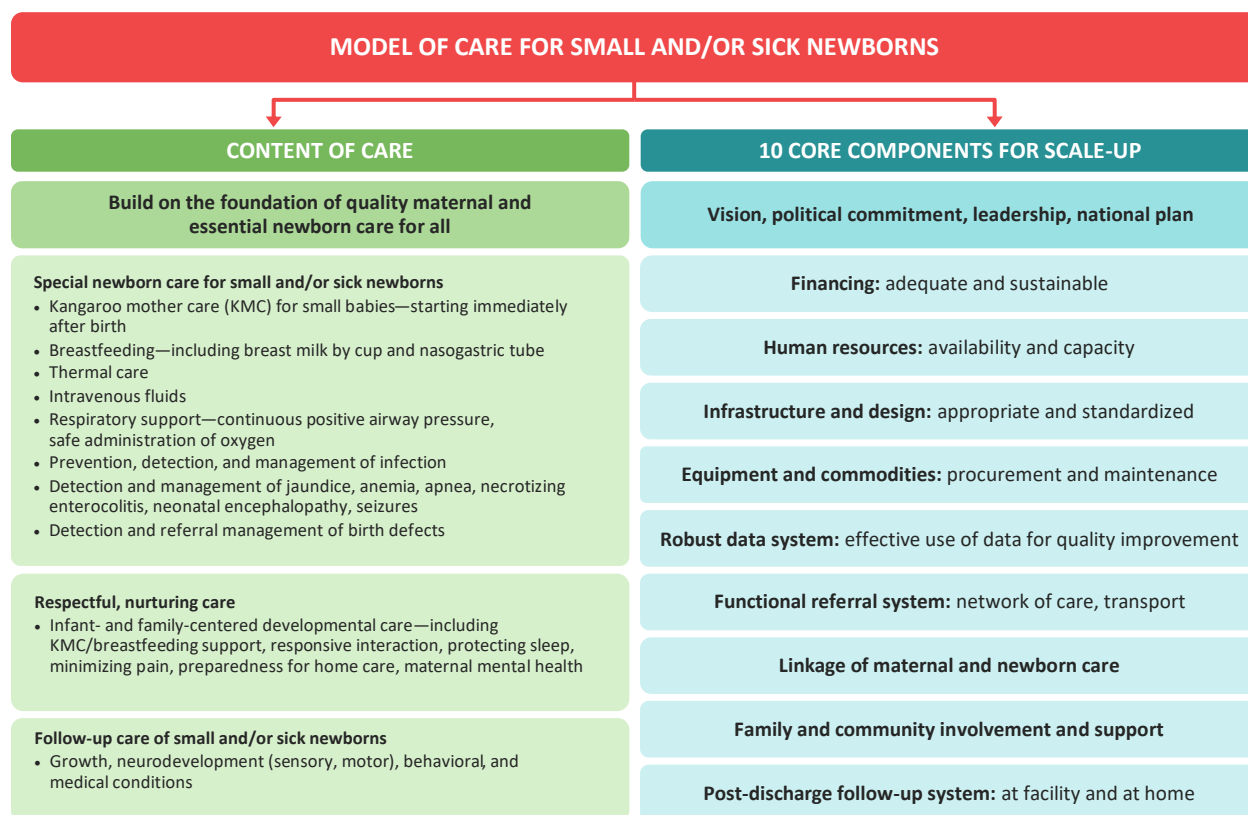 MODEL OF CARE FOR SMALL AND/OR SICK NEWBORNS
CONTENT OF CARE
Build on the foundation of quality maternal and
essential newborn care for all
Special newborn care for small and/or sick newborns
• Kangaroo mother care (KMC) for small babies—starting immediately
after birth
• Breastfeeding—including breast milk by cup and nasogastric tube
• Thermal care
• Intravenous fluids
• Respiratory support—continuous positive airway pressure,
safe administration of oxygen
• Prevention, detection, and management of infection
• Detection and management of jaundice, anemia, apnea, necrotizing
enterocolitis, neonatal encephalopathy, seizures
• Detection and referral management of birth defects
Respectful, nurturing care
• Infant- and family-centered developmental care—including
KMC/breastfeeding support, responsive interaction, protecting sleep,
minimizing pain, preparedness for home care, maternal mental health
Follow-up care of small and/or sick newborns
• Growth, neurodevelopment (sensory, motor), behavioral, and
medical conditions
10 CORE COMPONENTS FOR SCALE-UP
Vision, political commitment, leadership, national plan
Financing: adequate and sustainable
Human resources: availability and capacity
Infrastructure and design: appropriate and standardized
Equipment and commodities: procurement and maintenance
Robust data system: effective use of data for quality improvement
Functional referral system: network of care, transport
Linkage of maternal and newborn care
Family and community involvement and support
Post-discharge follow-up system: at facility and at home